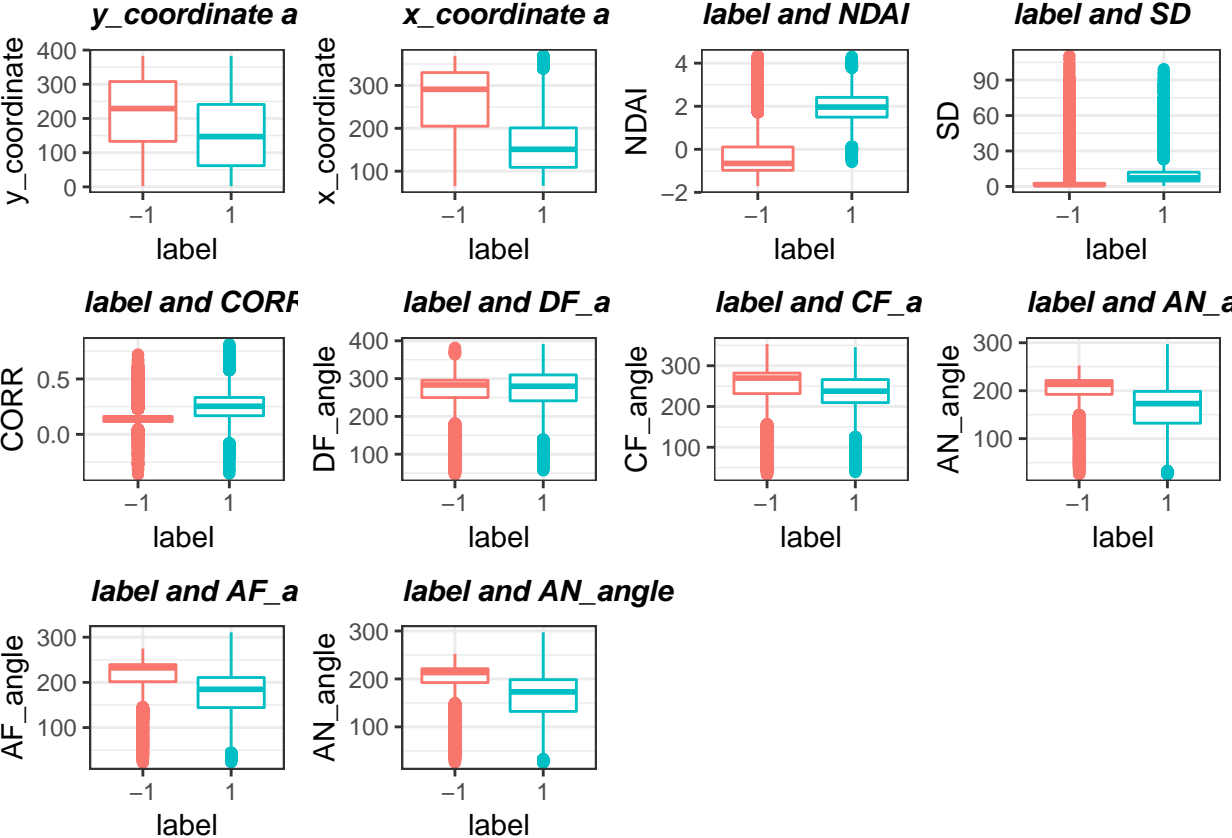 y_coordinate a
y_coordinate
400
300
200
100
0
−1 1
label
x_coordinate a
x_coordinate
300
200
100
−1 1
label
label and NDAI
NDAI
4
2
0
−2
−1 1
label
label and SD
SD
90
60
30
0
−1 1
label
label and CORR
CORR
0.5
0.0
−1 1
label
label and DF_a
DF_angle
400
300
200
100
−1 1
label
label and CF_a
CF_angle
300
200
100
−1 1
label
label and AN_a
AN_angle
300
200
100
−1 1
label
label and AF_a
AF_angle
300
200
100
−1 1
label
label and AN_angle
AN_angle
300
200
100
−1 1
label